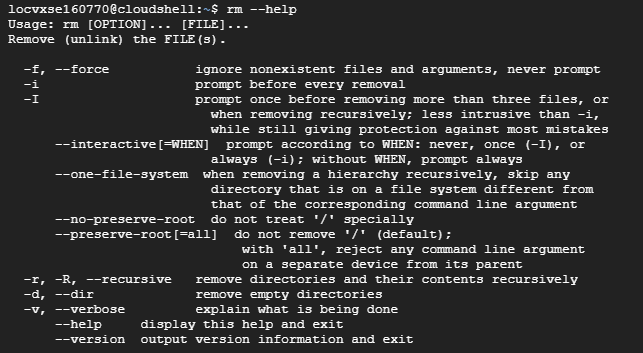 locvxse160770@cloudshell:~$ rm --help
Usage: rm [OPTION]... [FILE]...
Remove (unlink) the FILE(s).

  -f, --force           ignore nonexistent files and arguments, never prompt
  -i                    prompt before every removal
  -I                    prompt once before removing more than three files, or
                          when removing recursively; less intrusive than -i,
                          while still giving protection against most mistakes
      --interactive[=WHEN]  prompt according to WHEN: never, once (-I), or
                          always (-i); without WHEN, prompt always
      --one-file-system  when removing a hierarchy recursively, skip any
                          directory that is on a file system different from
                          that of the corresponding command line argument
      --no-preserve-root  do not treat '/' specially
      --preserve-root[=all]  do not remove '/' (default);
                              with 'all', reject any command line argument
                              on a separate device from its parent
  -r, -R, --recursive   remove directories and their contents recursively
  -d, --dir             remove empty directories
  -v, --verbose         explain what is being done
      --help     display this help and exit
      --version  output version information and exit